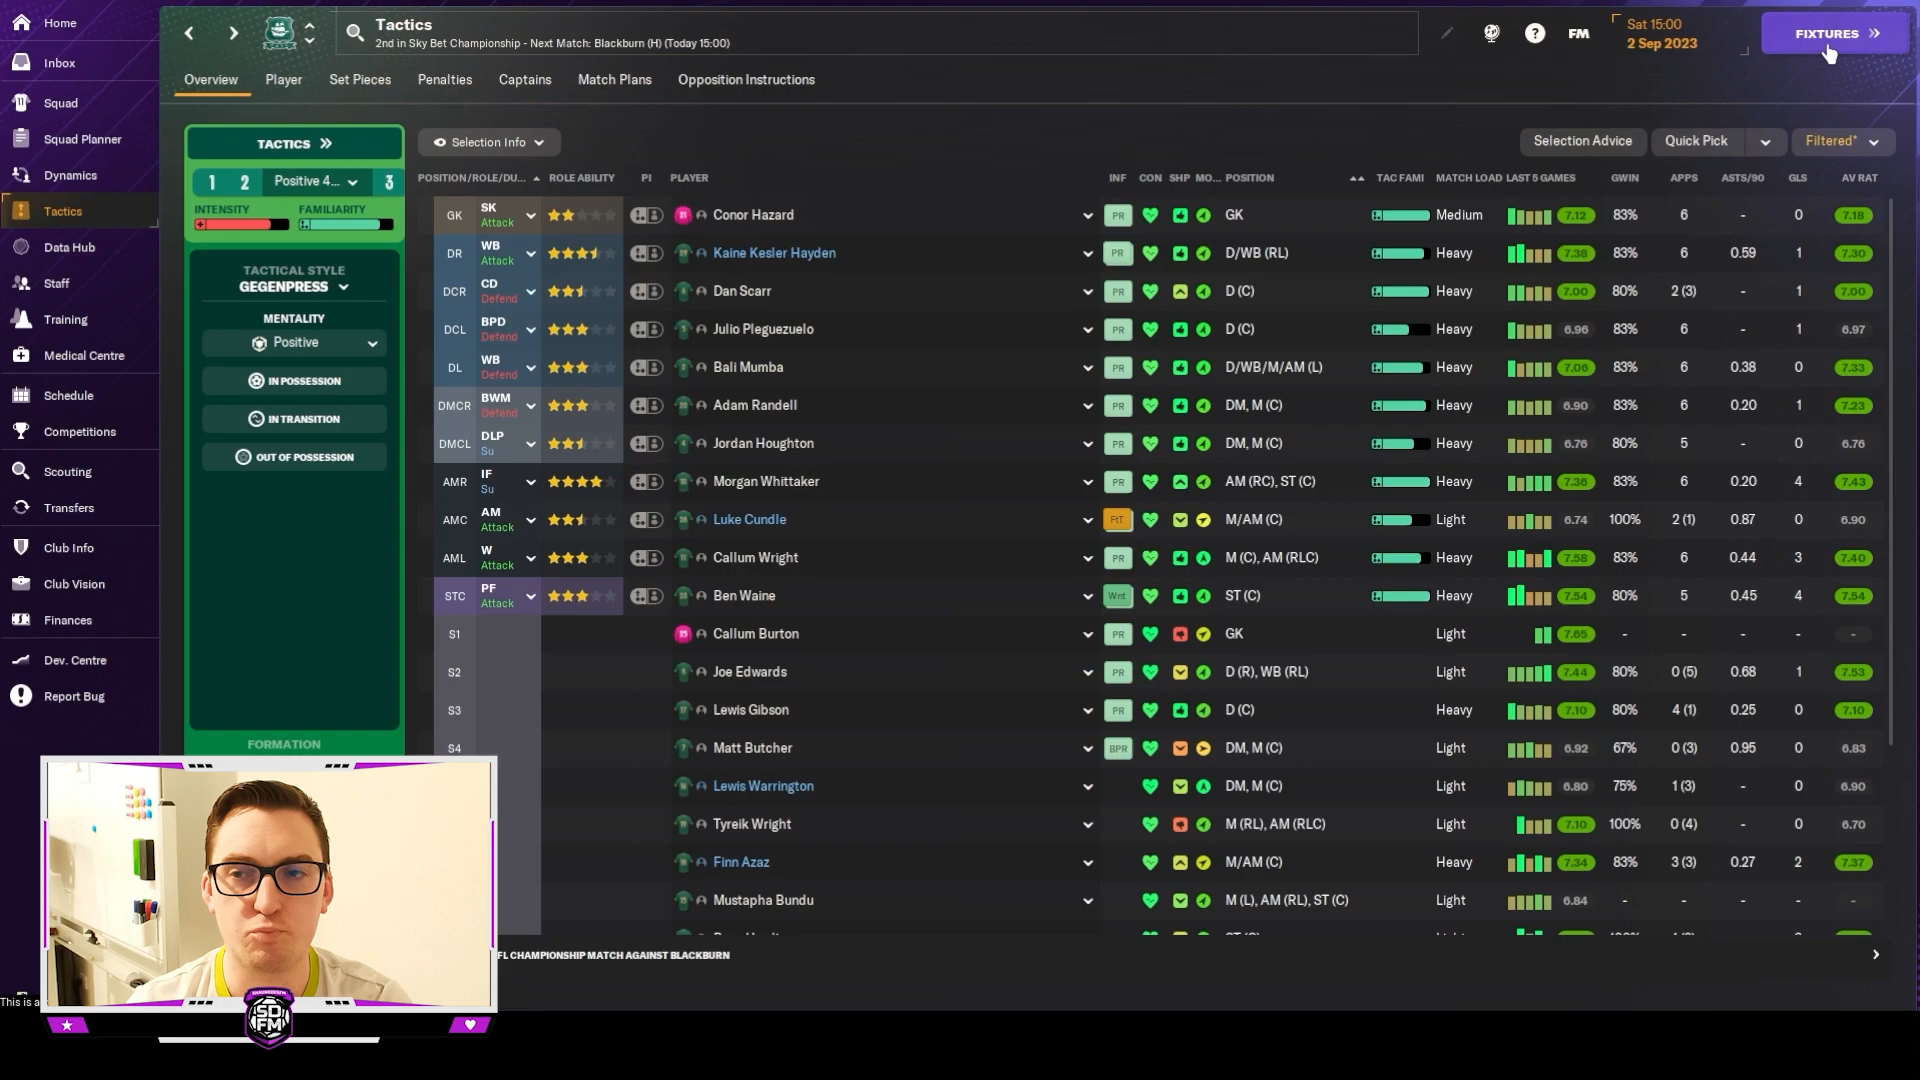 Home
Inbox
Squad
Squad Planner
Dynamics
Tactics
Data Hub
Staff
Training
Medical Centre
Schedule
Competitions
Scouting
Transfers
Club Info
Club Vision
Finances
Dev. Centre
Report Bug
Tactics
2nd in Sky Bet Championship - Next Match: Blackburn (H) (Today 15:00)
FM
Sat 15:00
2 Sep 2023
FIXTURES
Overview Player Set Pieces Penalties Captains Match Plans Opposition Instructions
TACTICS
1 2 Positive 4... 3
INTENSITY FAMILIARITY
TACTICAL STYLE
GEGENPRESS
MENTALITY
Positive
IN POSSESSION
IN TRANSITION
OUT OF POSSESSION
FORMATION
Selection Info
Selection Advice Quick Pick Filtered*
POSITION/ROLE/DU... ROLE ABILITY PI PLAYER INF CON SHP MO... POSITION TAC FAMI MATCH LOAD LAST 5 GAMES GWIN APPS ASTS/90 GLS AV RAT
GK SK Attack Conor Hazard PR GK Medium 7.12 83% 6 - 0 7.18
DR WB Attack Kaine Kesler Hayden PR D/WB (RL) Heavy 7.38 83% 6 0.59 1 7.30
DCR CD Defend Dan Scarr PR D (C) Heavy 7.00 80% 2 (3) - 1 7.00
DCL BPD Defend Julio Pleguezuelo PR D (C) Heavy 6.96 83% 6 - 1 6.97
DL WB Defend Bali Mumba PR D/WB/M/AM (L) Heavy 7.06 83% 6 0.38 0 7.33
DMCR BWM Defend Adam Randell PR DM, M (C) Heavy 6.90 83% 6 0.20 1 7.23
DMCL DLP Su Jordan Houghton PR DM, M (C) Heavy 6.76 80% 5 - 0 6.76
AMR IF Su Morgan Whittaker PR AM (RC), ST (C) Heavy 7.36 83% 6 0.20 4 7.43
AMC AM Attack Luke Cundle FtT M/AM (C) Light 6.74 100% 2 (1) 0.87 0 6.90
AML W Attack Callum Wright PR M (C), AM (RLC) Heavy 7.58 83% 6 0.44 3 7.40
STC PF Attack Ben Waine Wnt ST (C) Heavy 7.54 80% 5 0.45 4 7.54
S1 Callum Burton PR GK Light 7.65 - - - - -
S2 Joe Edwards PR D (R), WB (RL) Light 7.44 80% 0 (5) 0.68 1 7.53
S3 Lewis Gibson PR D (C) Heavy 7.10 80% 4 (1) 0.25 0 7.10
S4 Matt Butcher BPR DM, M (C) Light 6.92 67% 0 (3) 0.95 0 6.83
Lewis Warrington DM, M (C) Light 6.80 75% 1 (3) - 0 6.90
Tyreik Wright M (RL), AM (RLC) Light 7.10 100% 0 (4) - 0 6.70
Finn Azaz M/AM (C) Heavy 7.34 83% 3 (3) 0.27 2 7.37
Mustapha Bundu M (L), AM (RL), ST (C) Light 6.84 - - - - -
FL CHAMPIONSHIP MATCH AGAINST BLACKBURN
This is a
SD
FM